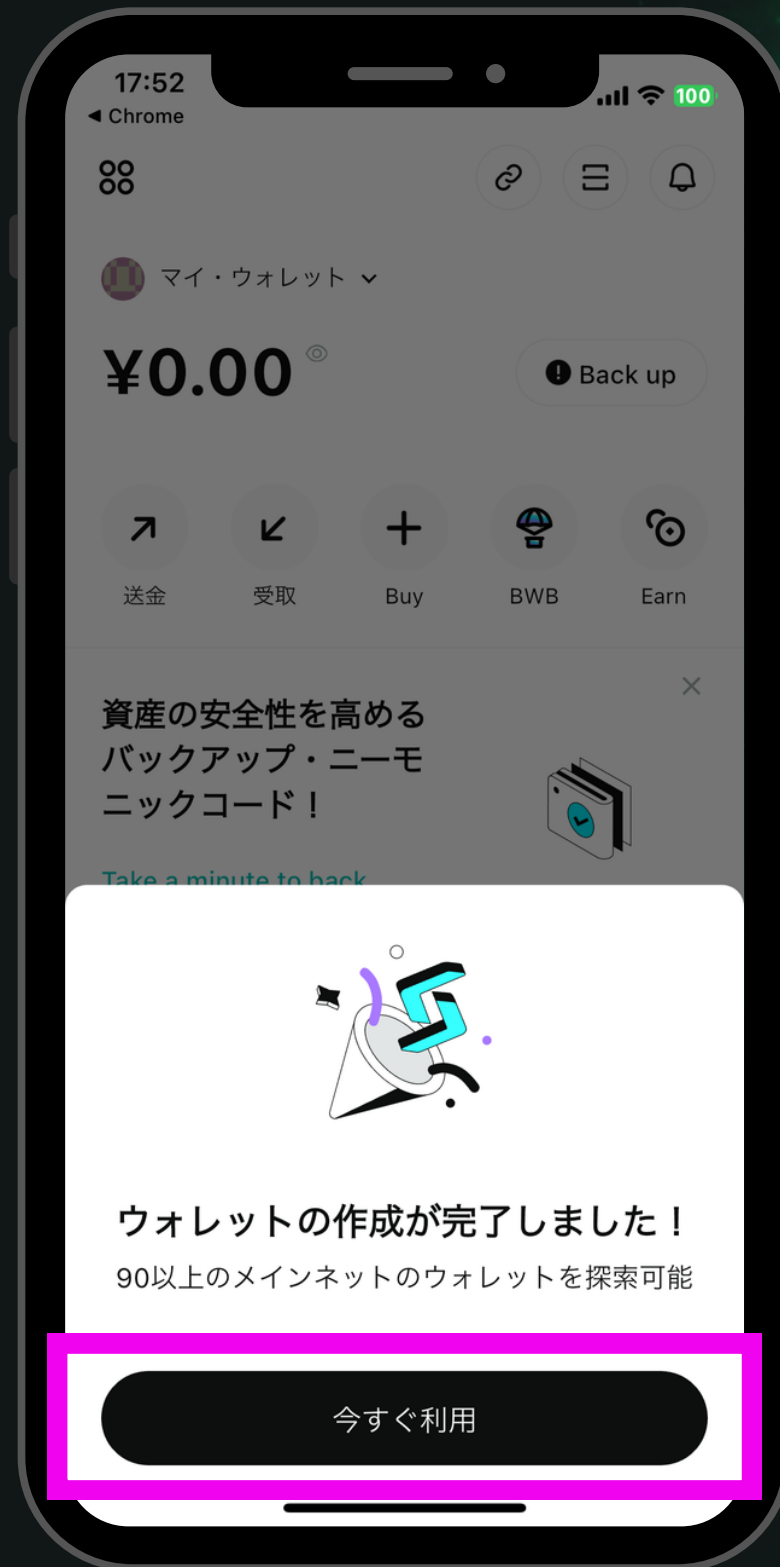 17:52
100
◀ Chrome
マイ・ウォレット
¥0.00
Back up
送金
受取
Buy
BWB
Earn
資産の安全性を高める
バックアップ・ニーモ
ニックコード！
Take a minute to back
ウォレットの作成が完了しました！
90以上のメインネットのウォレットを探索可能
今すぐ利用